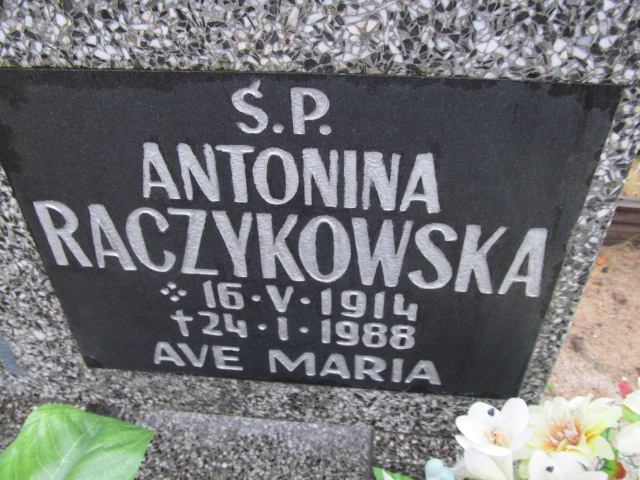 Ś.P.
ANTONINA
RACZYKOWSKA
16·V·1914
†24·I·1988
AVE MARIA